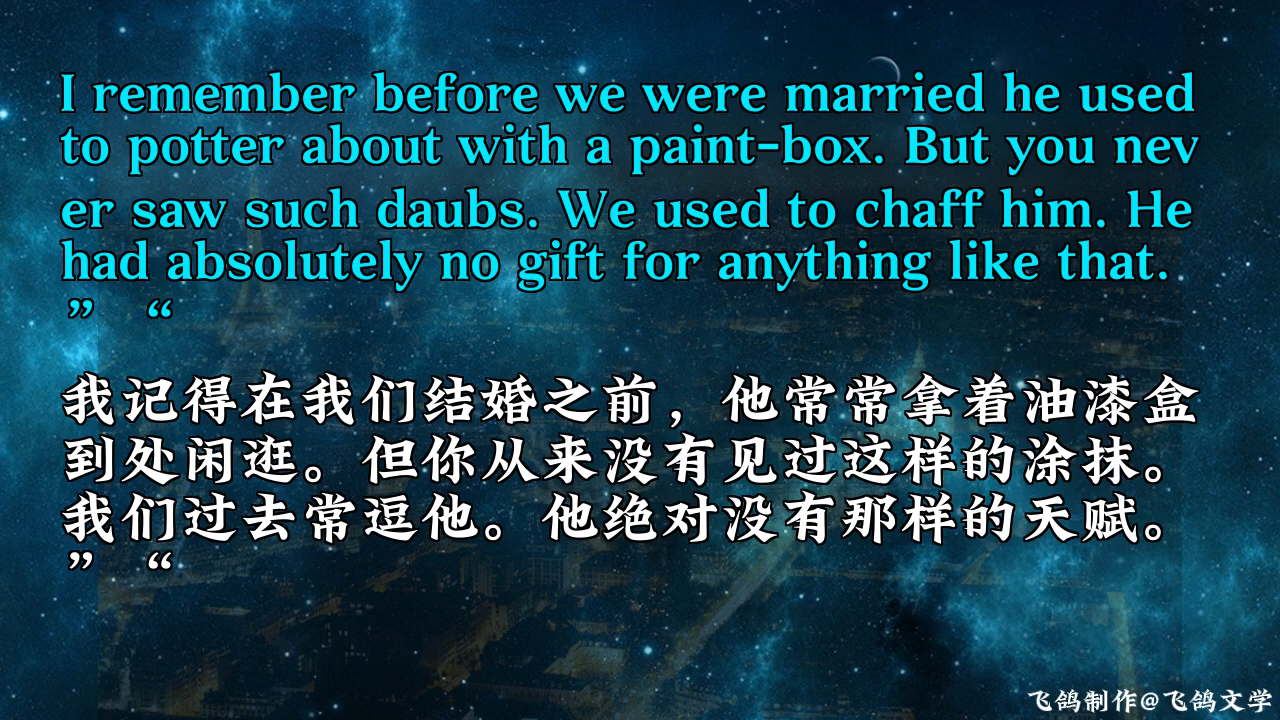 I remember before we were married he used
to potter about with a paint-box. But you nev
er saw such daubs. We used to chaff him. He
had absolutely no gift for anything like that.
” “
我记得在我们结婚之前，他常常拿着油漆盒
到处闲逛。但你从来没有见过这样的涂抹。
我们过去常逗他。他绝对没有那样的天赋。
” “
飞鸽制作@飞鸽文学